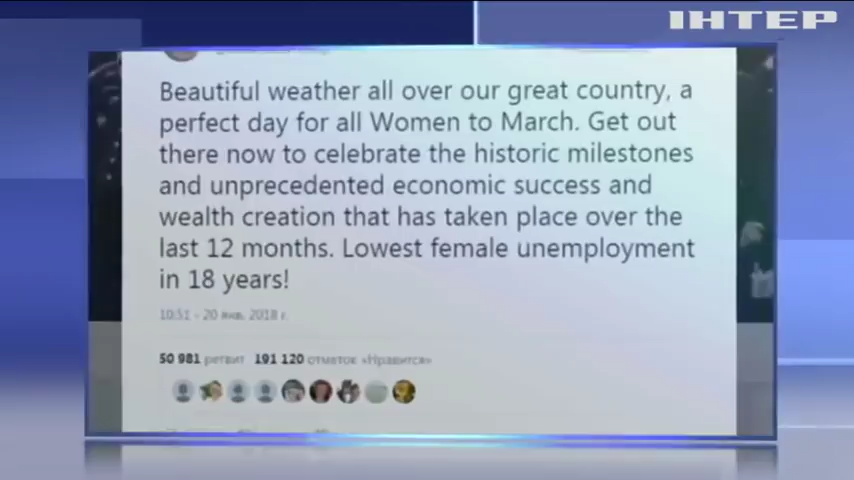 ІНТЕР
Beautiful weather all over our great country, a
perfect day for all Women to March. Get out
there now to celebrate the historic milestones
and unprecedented economic success and
wealth creation that has taken place over the
last 12 months. Lowest female unemployment
in 18 years!
10:51 - 20 янв. 2018 г.
50 981 ретвит 191 120 отметок «Нравится»